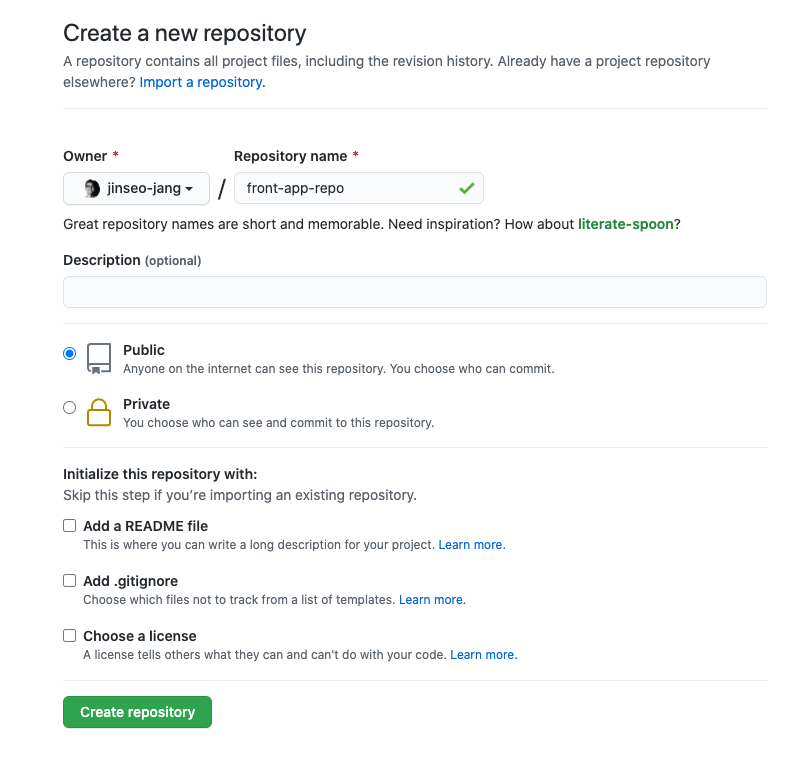 Create a new repository
A repository contains all project files, including the revision history. Already have a project repository
elsewhere? Import a repository.
Owner *
Repository name *
jinseo-jang
/
front-app-repo
Great repository names are short and memorable. Need inspiration? How about literate-spoon?
Description (optional)
Public
Anyone on the internet can see this repository. You choose who can commit.
Private
You choose who can see and commit to this repository.
Initialize this repository with:
Skip this step if you’re importing an existing repository.
Add a README file
This is where you can write a long description for your project. Learn more.
Add .gitignore
Choose which files not to track from a list of templates. Learn more.
Choose a license
A license tells others what they can and can't do with your code. Learn more.
Create repository